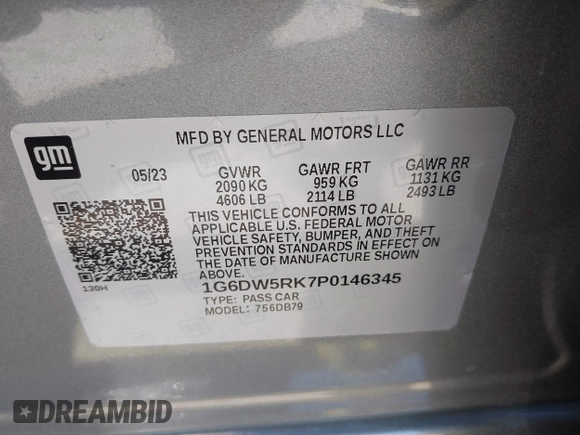 gm
MFD BY GENERAL MOTORS LLC
05/23 GVWR GAWR FRT GAWR RR
2090 KG 959 KG 1131 KG
4606 LB 2114 LB 2493 LB
THIS VEHICLE CONFORMS TO ALL
APPLICABLE U.S. FEDERAL MOTOR
VEHICLE SAFETY, BUMPER, AND THEFT
PREVENTION STANDARDS IN EFFECT ON
THE DATE OF MANUFACTURE SHOWN
ABOVE.
130H
1G6DW5RK7P0146345
TYPE: PASS CAR
MODEL: 756DB79
DREAMBID